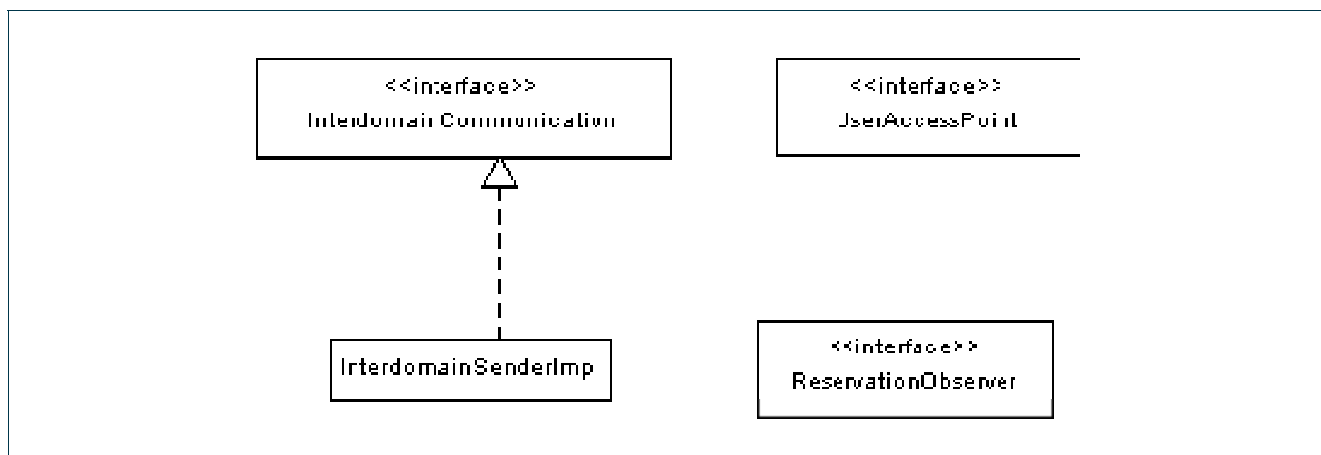 <<interface>>
InterdomainCommunication
<<interface>>
UserAccessPoint
InterdomainSenderImp
<<interface>>
ReservationObserver